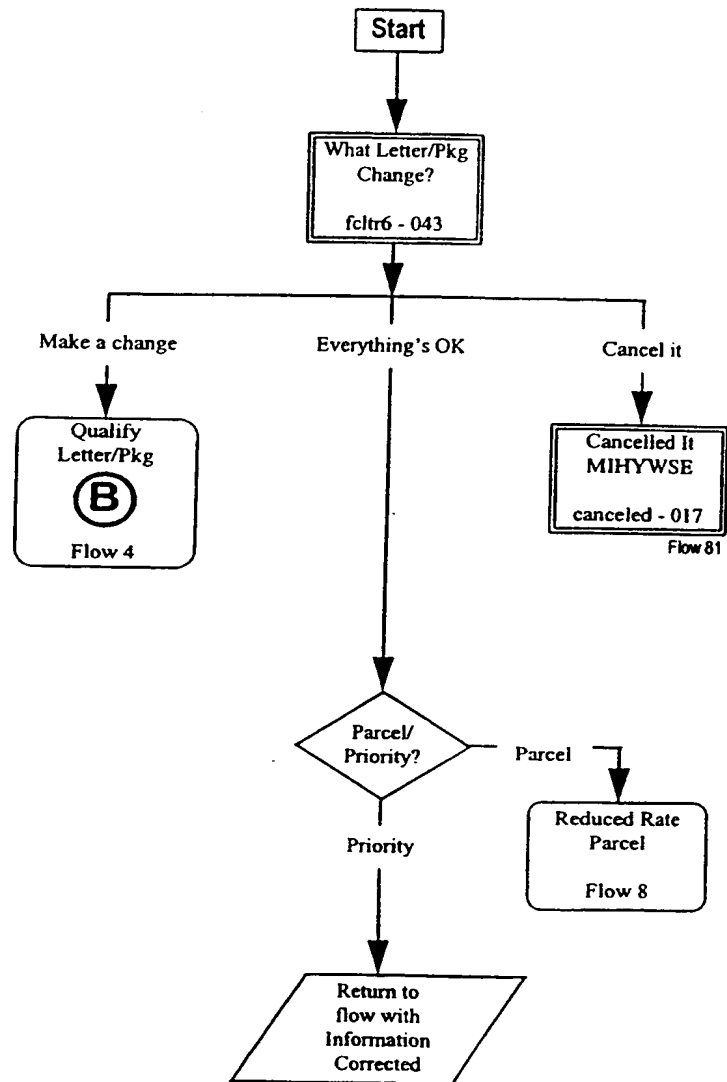 Start
What Letter/Pkg
Change?
fcltr6 - 043
Make a change
Everything's OK
Cancel it
Qualify
Letter/Pkg
B
Flow 4
Cancelled It
MIHYWSE
canceled - 017
Flow 81
Parcel/
Priority?
Parcel
Reduced Rate
Parcel
Flow 8
Priority
Return to
flow with
Information
Corrected